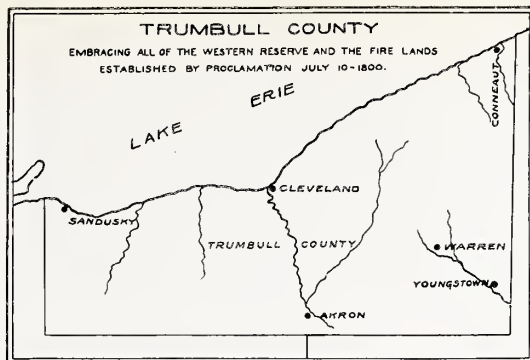 TRUMBULL COUNTY
EMBRACING ALL OF THE WESTERN RESERVE AND THE FIRE LANDS
ESTABLISHED BY PROCLAMATION JULY 10-1800.
CONNEAUT
LAKE ERIE
CLEVELAND
SANDUSKY
TRUMBULL COUNTY
WARREN
YOUNGSTOWN
AKRON